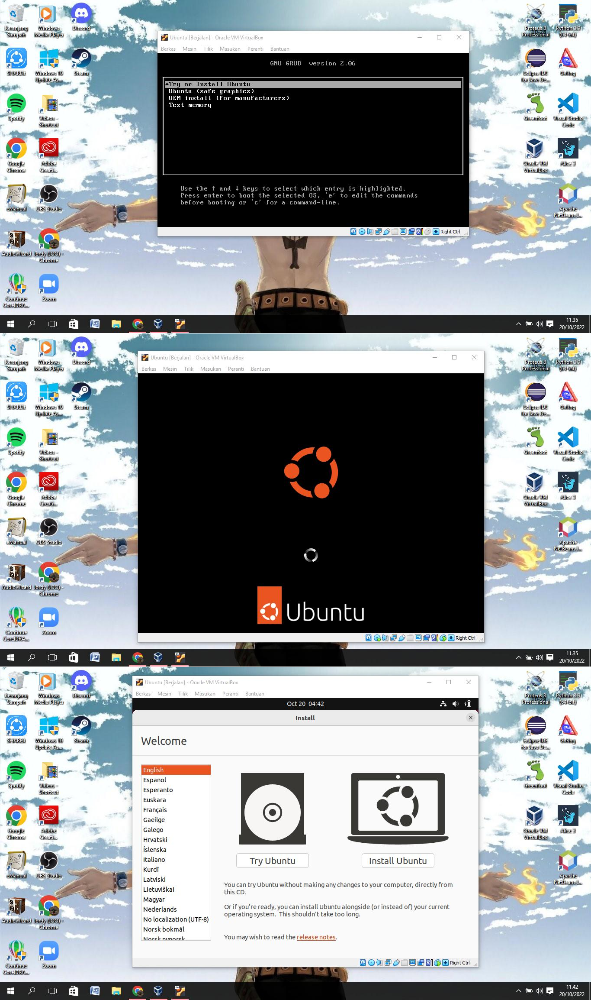 Keranjang
Sampah
Windows
Media Player
Discord
Proteus 8
Professional
Python 3.9
(64-bit)
Ubuntu [Berjalan] - Oracle VM VirtualBox
Berkas Mesin Tilik Masukan Peranti Bantuan
GNU GRUB version 2.06
*Try or Install Ubuntu
Ubuntu (safe graphics)
OEM install (for manufacturers)
Test memory
Use the ↑ and ↓ keys to select which entry is highlighted.
Press enter to boot the selected OS, `e' to edit the commands
before booting or `c' for a command-line.
Right Ctrl
SHAREit
Windows 10
Update As...
Steam
Eclipse IDE
for Java De...
GvRng
Spotify
Videos -
Shortcut
Greenfoot
Visual Studio
Code
Google
Chrome
Adobe
Creati...
Oracle VM
VirtualBox
Alice 3
eManual
OBS Studio
Apache
NetBeans I...
AudioWizard
Jordy (JOO) -
Chrome
Continue
CorelDRA...
Zoom
11.35
20/10/2022
Keranjang
Sampah
Windows
Media Player
Discord
Proteus 8
Professional
Python 3.9
(64-bit)
Ubuntu [Berjalan] - Oracle VM VirtualBox
Berkas Mesin Tilik Masukan Peranti Bantuan
Ubuntu
Right Ctrl
SHAREit
Windows 10
Update As...
Steam
Eclipse IDE
for Java De...
GvRng
Spotify
Videos -
Shortcut
Greenfoot
Visual Studio
Code
Google
Chrome
Adobe
Creati...
Oracle VM
VirtualBox
Alice 3
eManual
OBS Studio
Apache
NetBeans I...
AudioWizard
Jordy (JOO) -
Chrome
Continue
CorelDRA...
Zoom
11.35
20/10/2022
Keranjang
Sampah
Windows
Media Player
Discord
Proteus 8
Professional
Python 3.9
(64-bit)
Ubuntu [Berjalan] - Oracle VM VirtualBox
Berkas Mesin Tilik Masukan Peranti Bantuan
Oct 20 04:42
Install
Welcome
English
Español
Esperanto
Euskara
Français
Gaeilge
Galego
Hrvatski
Íslenska
Italiano
Kurdî
Latviski
Lietuviškai
Magyar
Nederlands
No localization (UTF-8)
Norsk bokmål
Norsk nynorsk
Try Ubuntu
Install Ubuntu
You can try Ubuntu without making any changes to your computer, directly from
this CD.
Or if you're ready, you can install Ubuntu alongside (or instead of) your current
operating system. This shouldn't take too long.
You may wish to read the release notes.
Right Ctrl
SHAREit
Windows 10
Update As...
Steam
Eclipse IDE
for Java De...
GvRng
Spotify
Videos -
Shortcut
Greenfoot
Visual Studio
Code
Google
Chrome
Adobe
Creati...
Oracle VM
VirtualBox
Alice 3
eManual
OBS Studio
Apache
NetBeans I...
AudioWizard
Jordy (JOO) -
Chrome
Continue
CorelDRA...
Zoom
11.42
20/10/2022